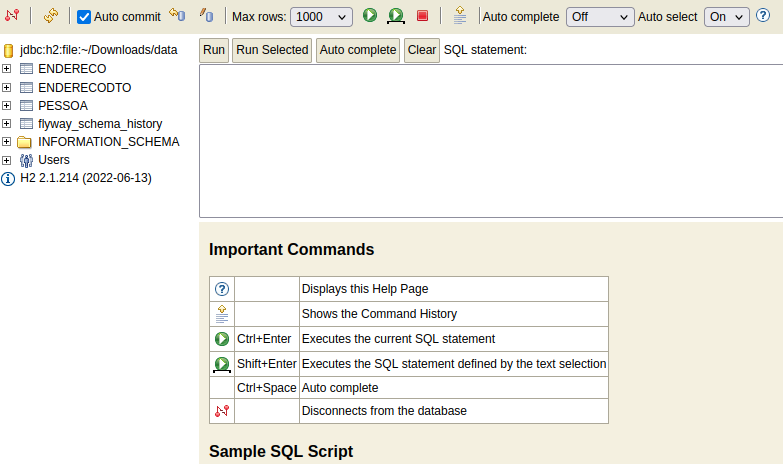 Auto commit Max rows: 1000 Auto complete Off Auto select On ?
jdbc:h2:file:~/Downloads/data
ENDERECO
ENDERECODTO
PESSOA
flyway_schema_history
INFORMATION_SCHEMA
Users
H2 2.1.214 (2022-06-13)
Run Run Selected Auto complete Clear SQL statement:
Important Commands
? Displays this Help Page
Shows the Command History
Ctrl+Enter Executes the current SQL statement
Shift+Enter Executes the SQL statement defined by the text selection
Ctrl+Space Auto complete
Disconnects from the database
Sample SQL Script